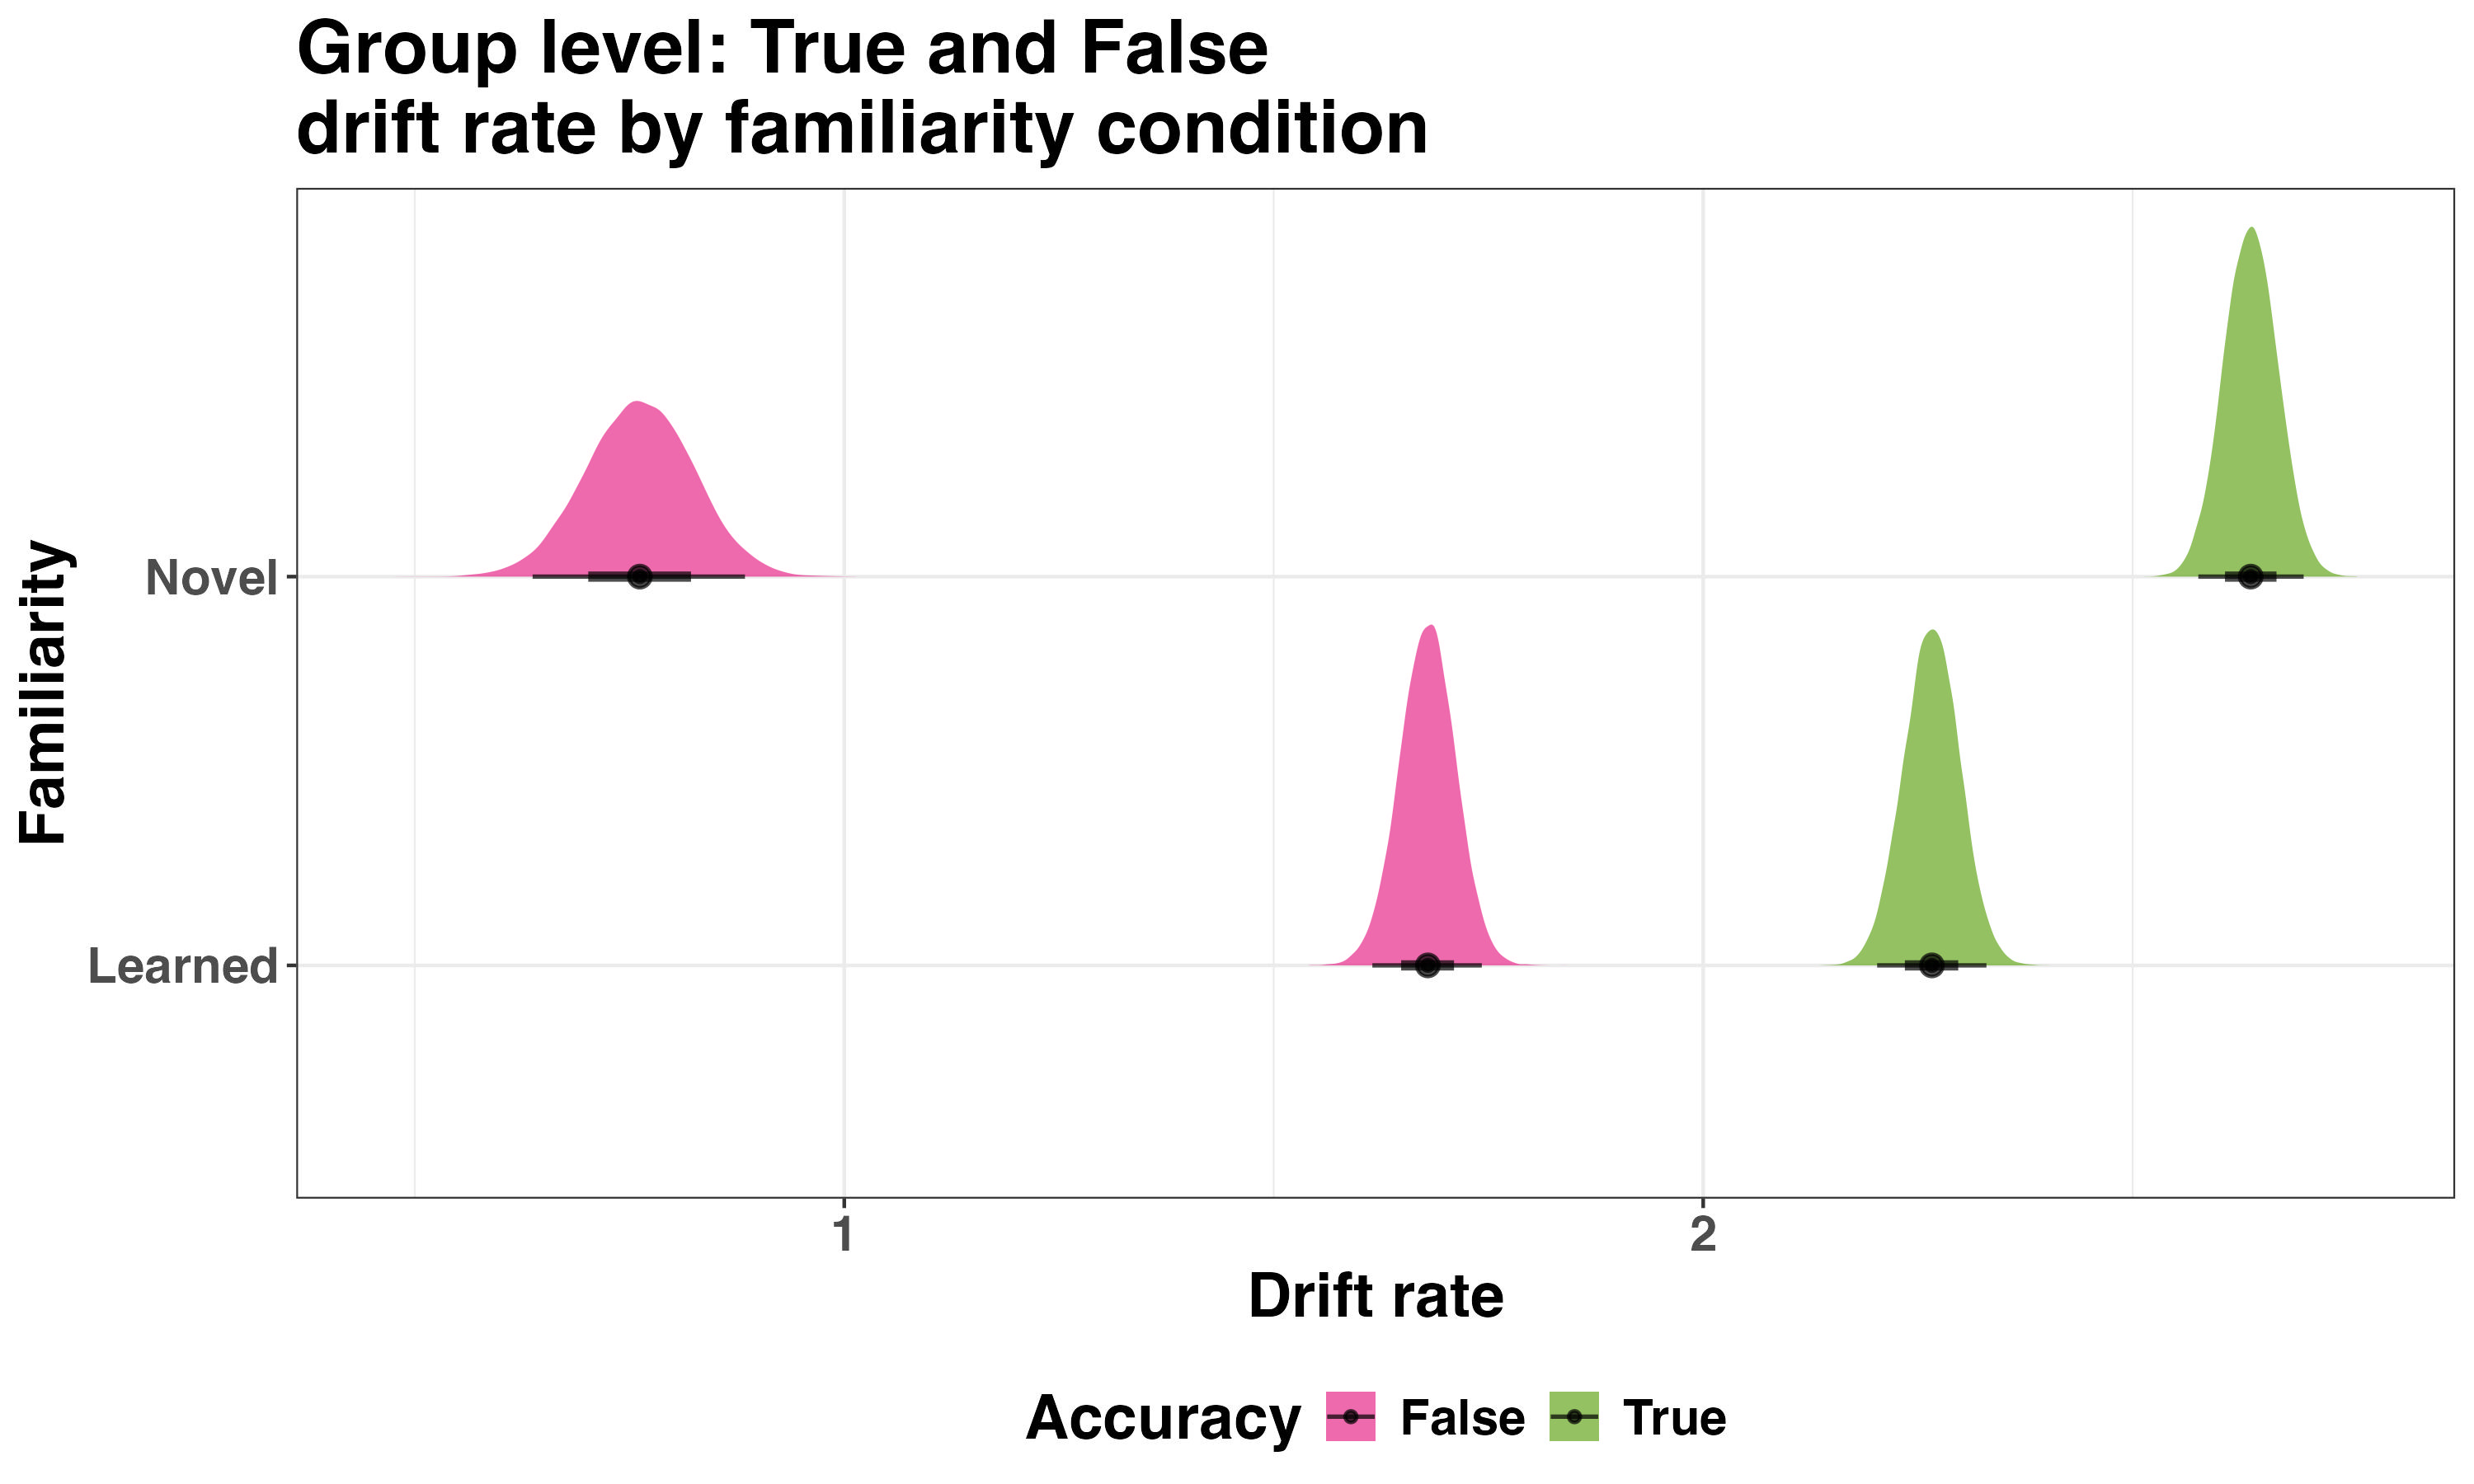 Group level: True and False
drift rate by familiarity condition
Familiarity
Novel
Learned
1
2
Drift rate
Accuracy False True